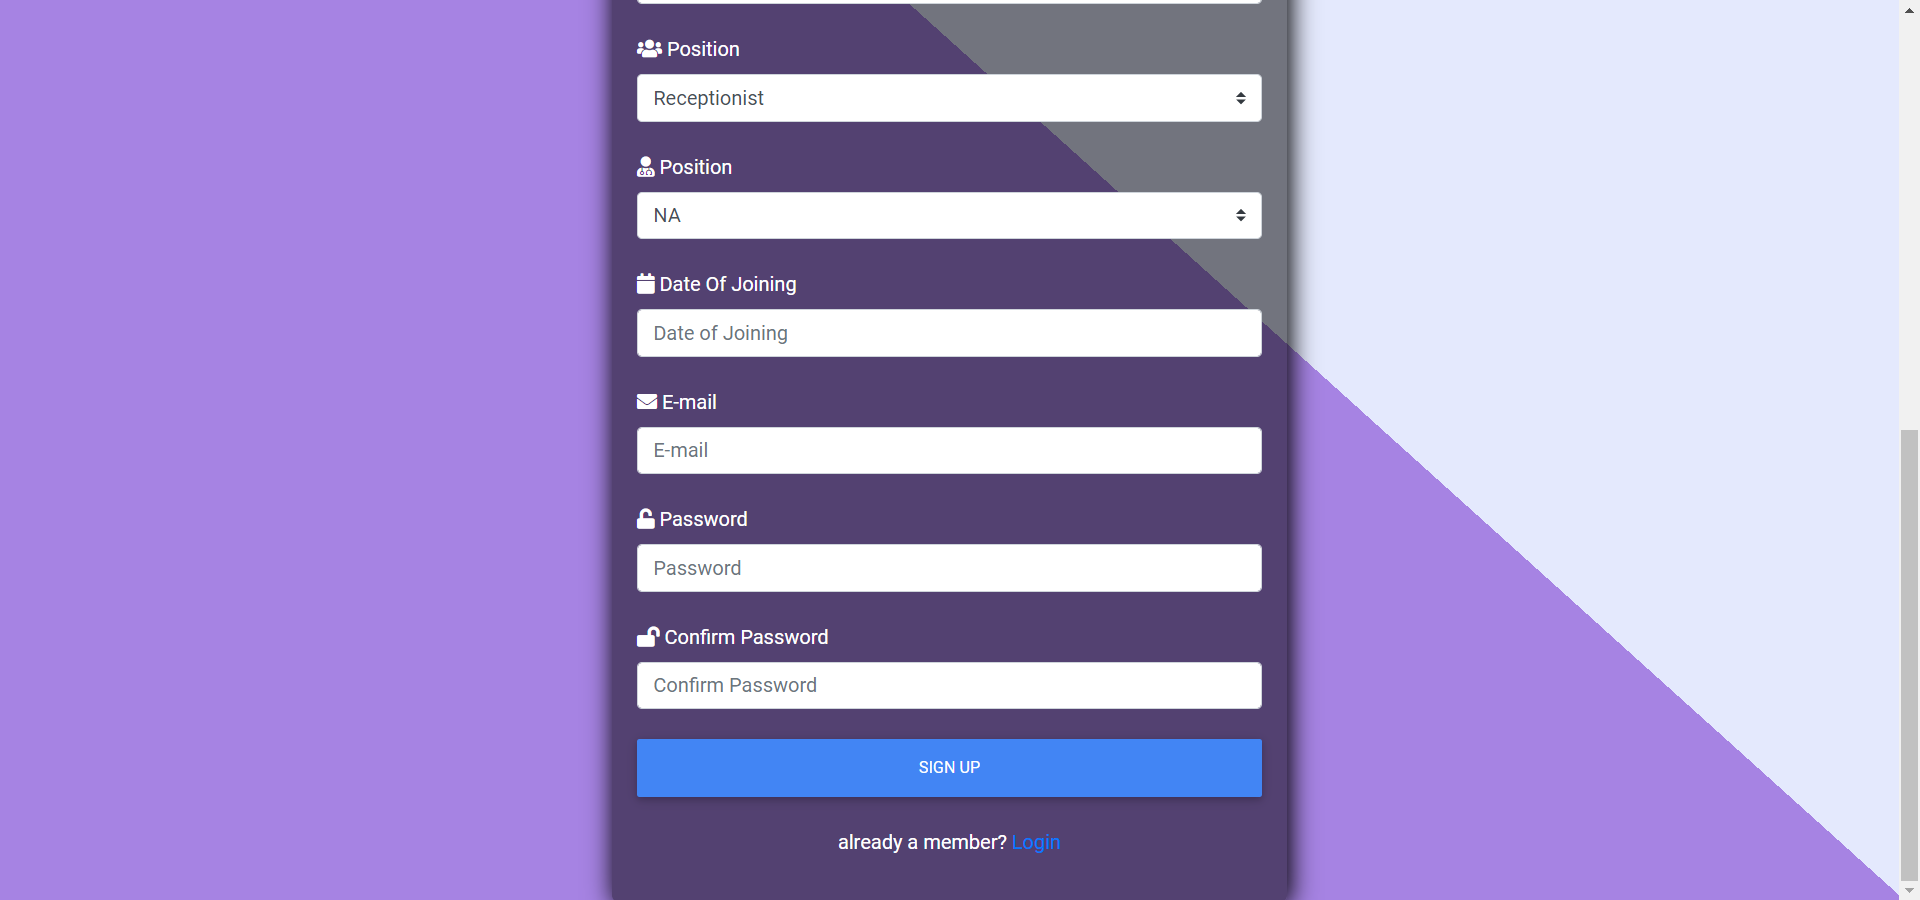 Position
Receptionist
Position
NA
Date Of Joining
Date of Joining
E-mail
E-mail
Password
Password
Confirm Password
Confirm Password
SIGN UP
already a member? Login